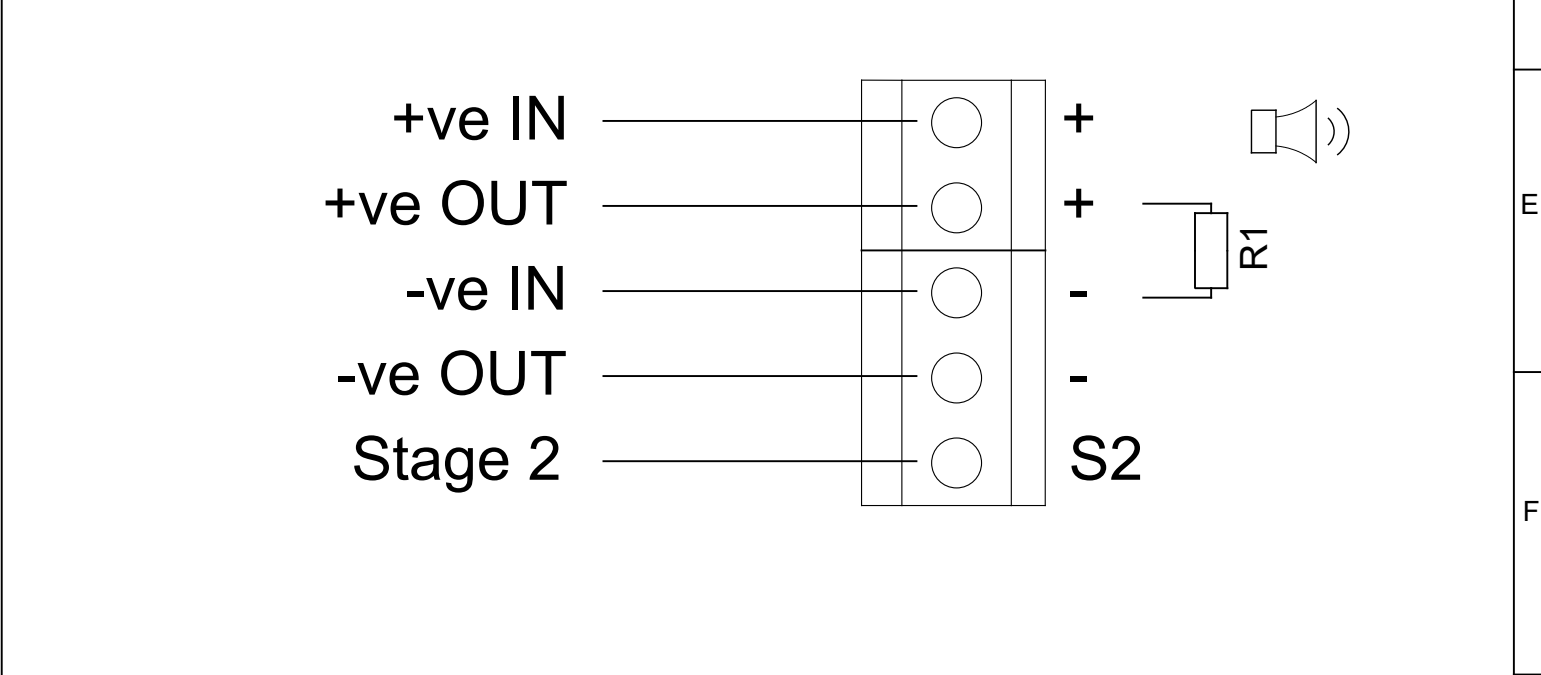 +ve IN +
+ve OUT +
E
R1
-ve IN -
-ve OUT -
Stage 2 S2
F